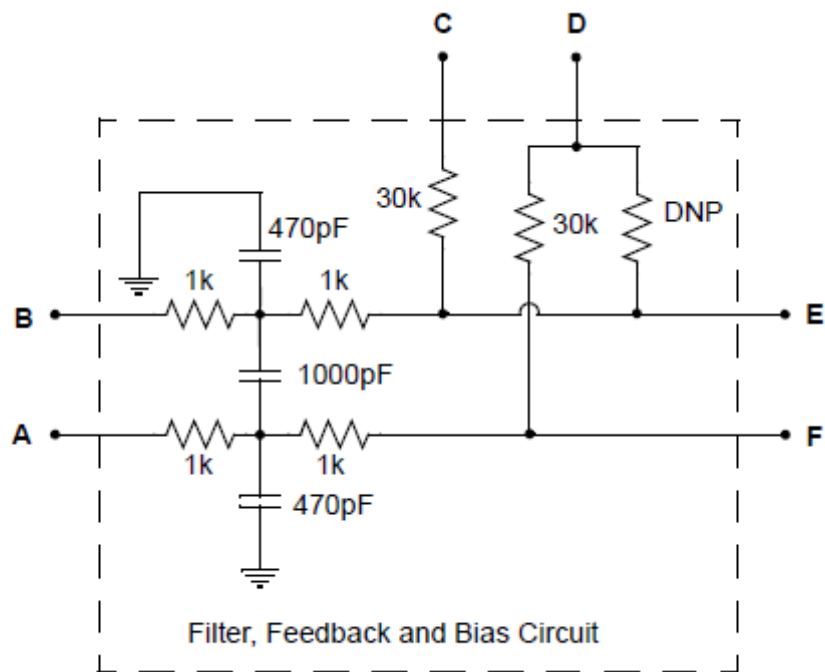 C D
30k
30k
DNP
470pF
1k
1k
B
E
1000pF
A
F
1k
1k
470pF
Filter, Feedback and Bias Circuit